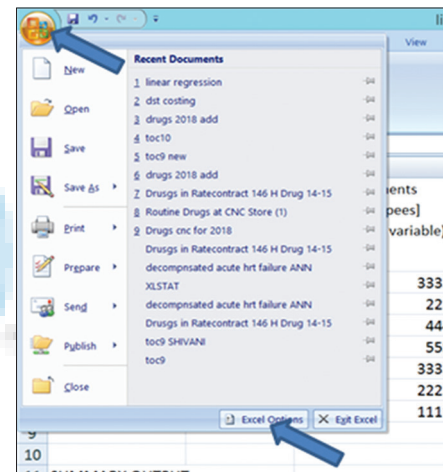 li
View
Recent Documents
New
1 linear regression
2 dst costing
Open
3 drugs 2018 add
4 toc10
Save
5 toc9 new
6 drugs 2018 add
Save As
7 Drusgs in Ratecontract 146 H Drug 14-15
8 Routine Drugs at CNC Store (1)
Print
9 Drugs cnc for 2018
Drusgs in Ratecontract 146 H Drug 14-15
Prepare
decompnsated acute hrt failure ANN
XLSTAT
Send
decompnsated acute hrt failure ANN
Drusgs in Ratecontract 146 H Drug 14-15
Publish
toc9 SHIVANI
toc9
Close
Excel Options
Exit Excel
ents
pees]
variable)
333
22
44
55
333
222
111
9
10